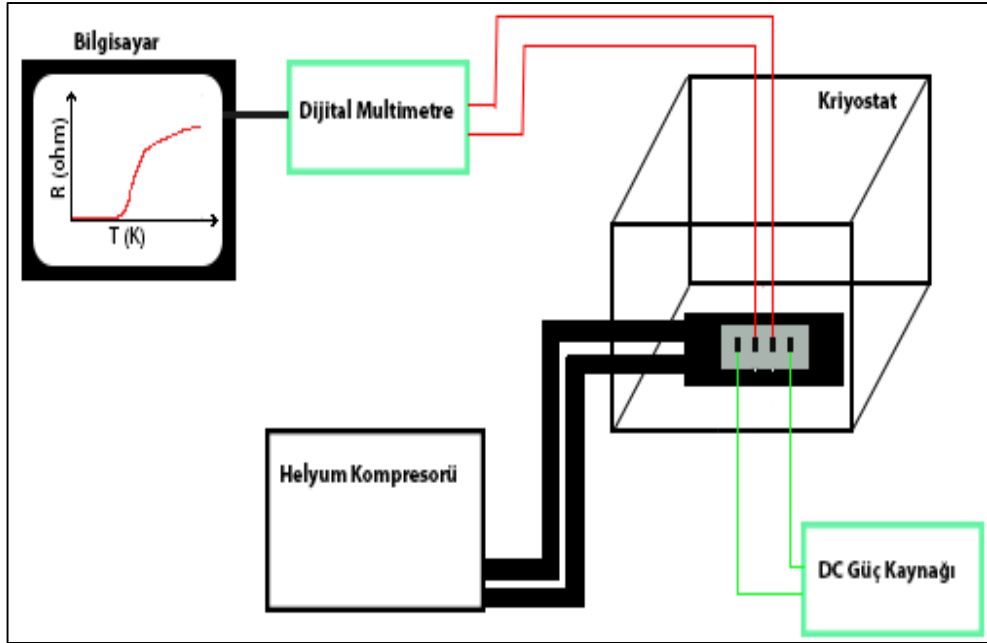 Bilgisayar
R (ohm)
T (K)
Dijital Multimetre
Kriyostat
Helyum Kompresorü
DC Güç Kaynağı